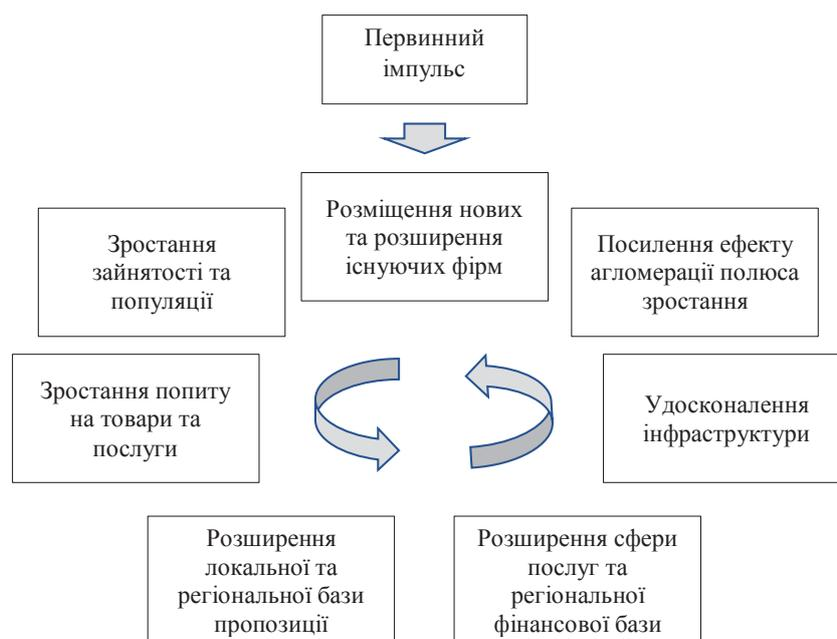 Первинний
імпульс
Розміщення нових
та розширення
існуючих фірм
Зростання
зайнятості та
популяції
Посилення ефекту
агломерації полюса
зростання
Зростання попиту
на товари та
послуги
Удосконалення
інфраструктури
Розширення
локальної та
регіональної бази
пропозиції
Розширення сфери
послуг та
регіональної
фінансової бази